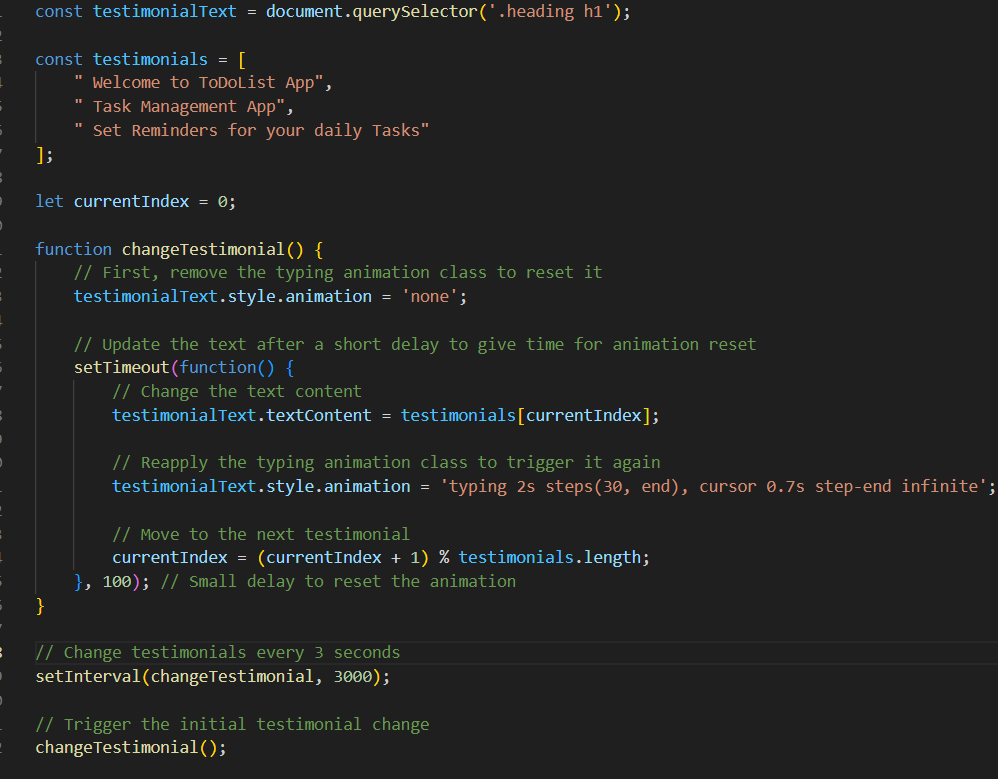 const testimonialText = document.querySelector('.heading h1');
const testimonials = [
" Welcome to ToDoList App",
" Task Management App",
" Set Reminders for your daily Tasks"
];
let currentIndex = 0;
function changeTestimonial() {
// First, remove the typing animation class to reset it
testimonialText.style.animation = 'none';
// Update the text after a short delay to give time for animation reset
setTimeout(function() {
// Change the text content
testimonialText.textContent = testimonials[currentIndex];
// Reapply the typing animation class to trigger it again
testimonialText.style.animation = 'typing 2s steps(30, end), cursor 0.7s step-end infinite';
// Move to the next testimonial
currentIndex = (currentIndex + 1) % testimonials.length;
}, 100); // Small delay to reset the animation
}
// Change testimonials every 3 seconds
setInterval(changeTestimonial, 3000);
// Trigger the initial testimonial change
changeTestimonial();